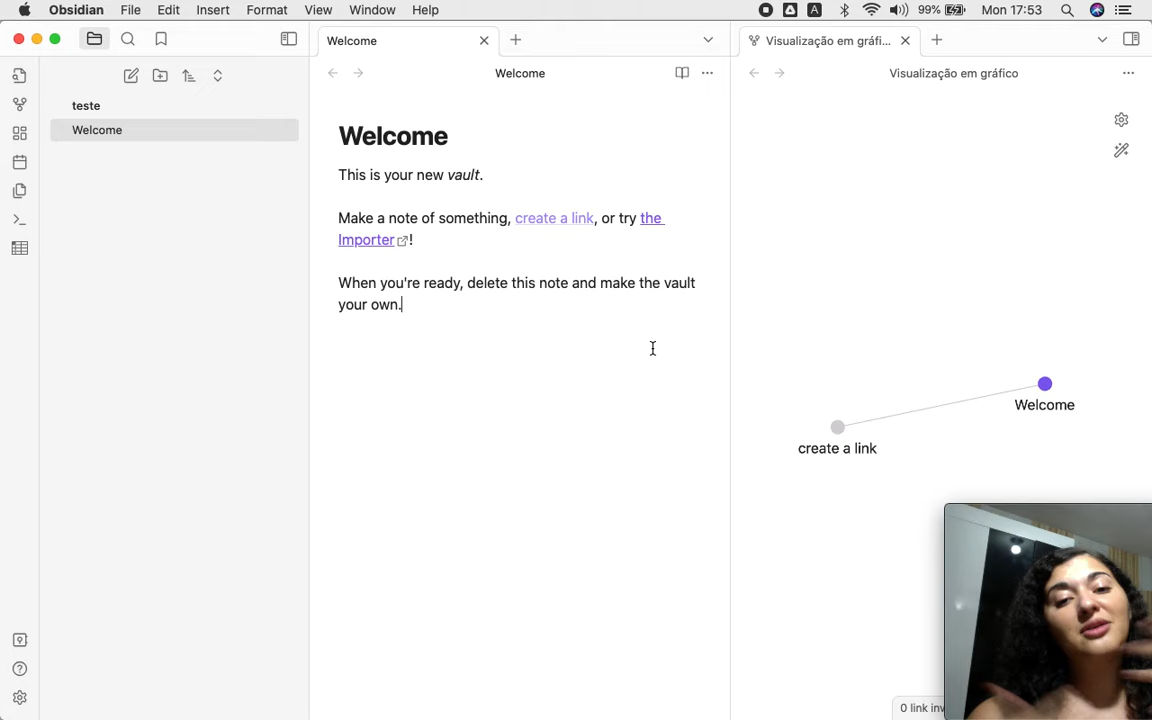 Obsidian File Edit Insert Format View Window Help A 99% Mon 17:53
Welcome
Visualização em gráfi...
Welcome
Visualização em gráfico
teste
Welcome
Welcome
This is your new vault.
Make a note of something, create a link, or try the
Importer!
When you're ready, delete this note and make the vault
your own.
Welcome
create a link
0 link